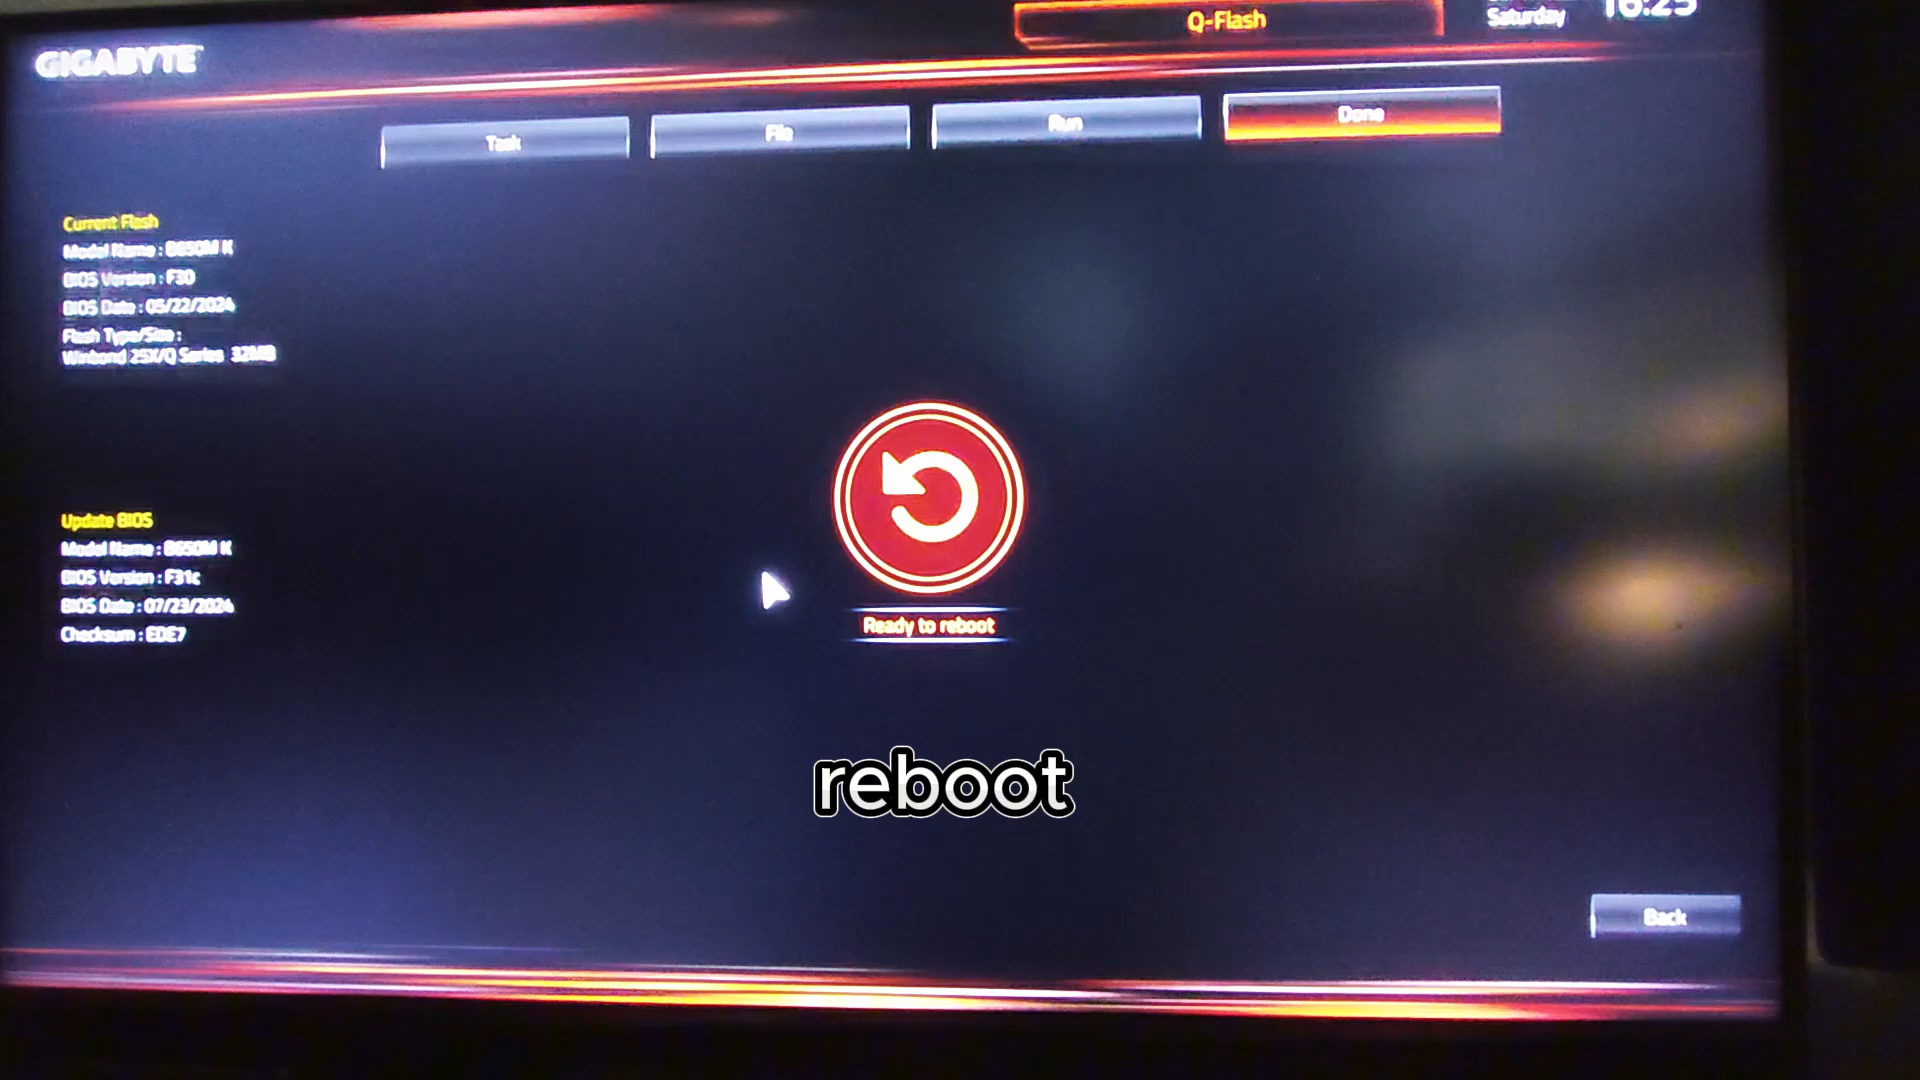 GIGABYTE
Q-Flash
Saturday
16:25
Task
File
Run
Done
Current Flash
Model Name : B650M K
BIOS Version : F30
BIOS Date : 05/22/2024
Flash Type/Size :
Winbond 25X/Q Series 32MB
Update BIOS
Model Name : B650M K
BIOS Version : F31c
BIOS Date : 07/23/2024
Checksum : EDE7
Ready to reboot
reboot
Back